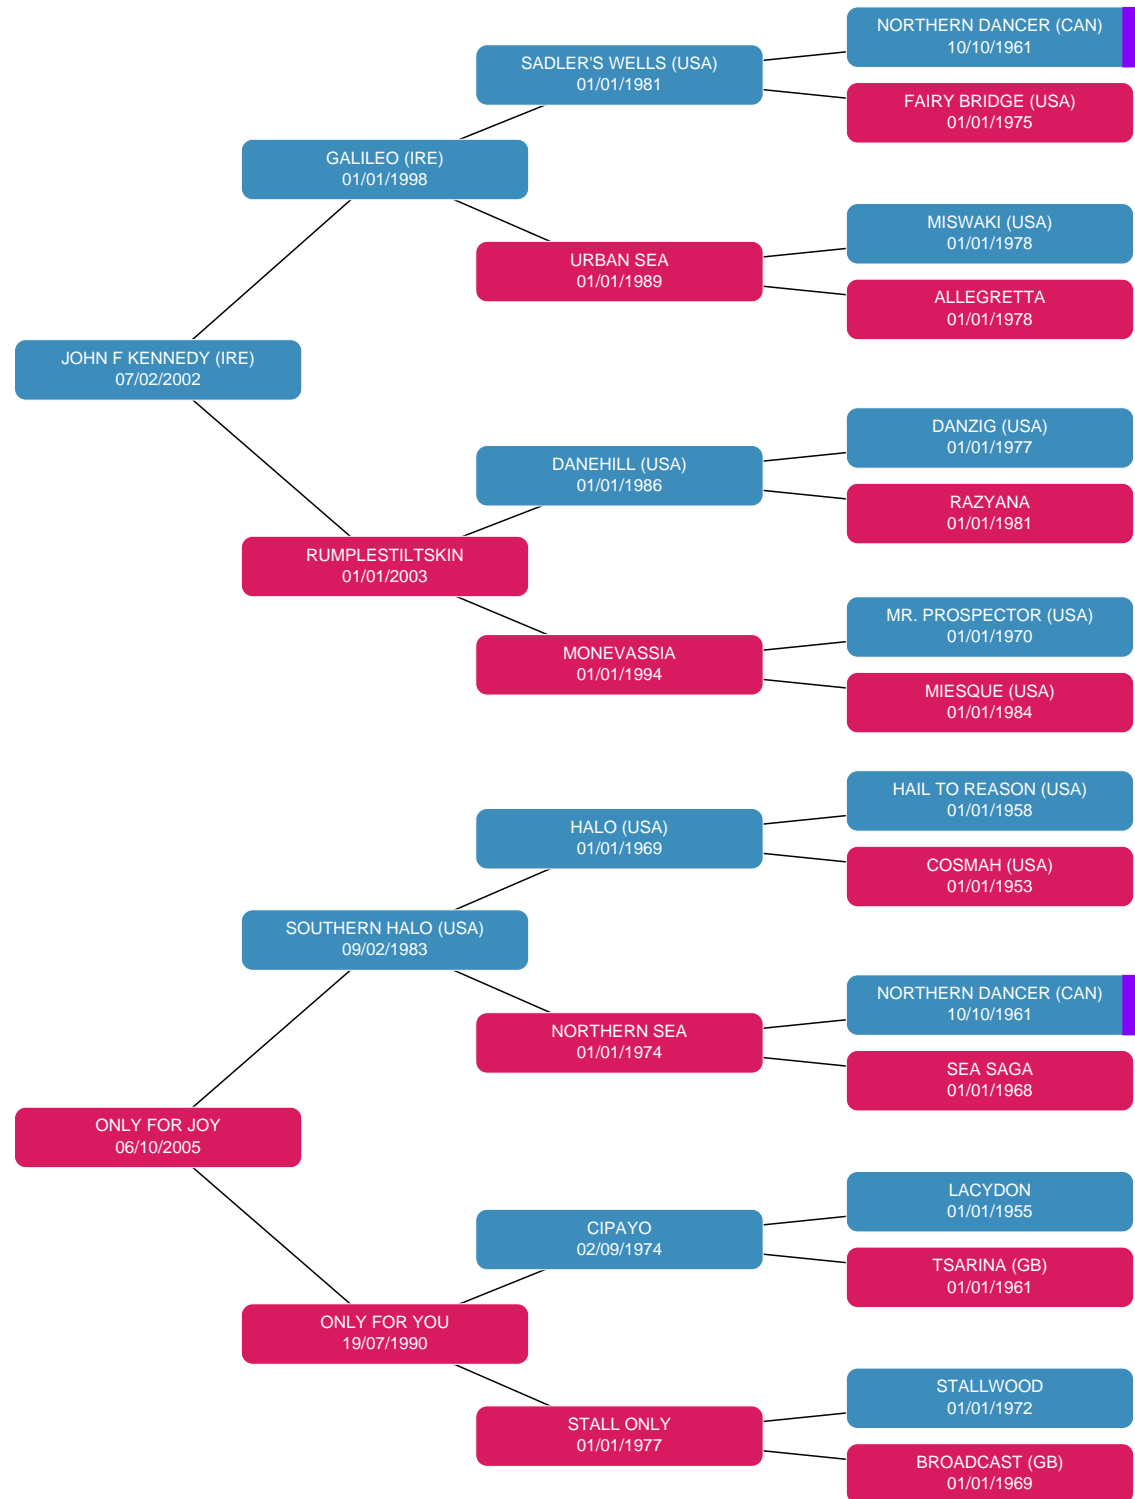 NORTHERN DANCER (CAN)
10/10/1961
SADLER'S WELLS (USA)
01/01/1981
FAIRY BRIDGE (USA)
01/01/1975
GALILEO (IRE)
01/01/1998
MISWAKI (USA)
01/01/1978
URBAN SEA
01/01/1989
ALLEGRETTA
01/01/1978
JOHN F KENNEDY (IRE)
07/02/2002
DANZIG (USA)
01/01/1977
DANEHILL (USA)
01/01/1986
RAZYANA
01/01/1981
RUMPLESTILTSKIN
01/01/2003
MR. PROSPECTOR (USA)
01/01/1970
MONEVASSIA
01/01/1994
MIESQUE (USA)
01/01/1984
HAIL TO REASON (USA)
01/01/1958
HALO (USA)
01/01/1969
COSMAH (USA)
01/01/1953
SOUTHERN HALO (USA)
09/02/1983
NORTHERN DANCER (CAN)
10/10/1961
NORTHERN SEA
01/01/1974
SEA SAGA
01/01/1968
ONLY FOR JOY
06/10/2005
LACYDON
01/01/1955
CIPAYO
02/09/1974
TSARINA (GB)
01/01/1961
ONLY FOR YOU
19/07/1990
STALLWOOD
01/01/1972
STALL ONLY
01/01/1977
BROADCAST (GB)
01/01/1969